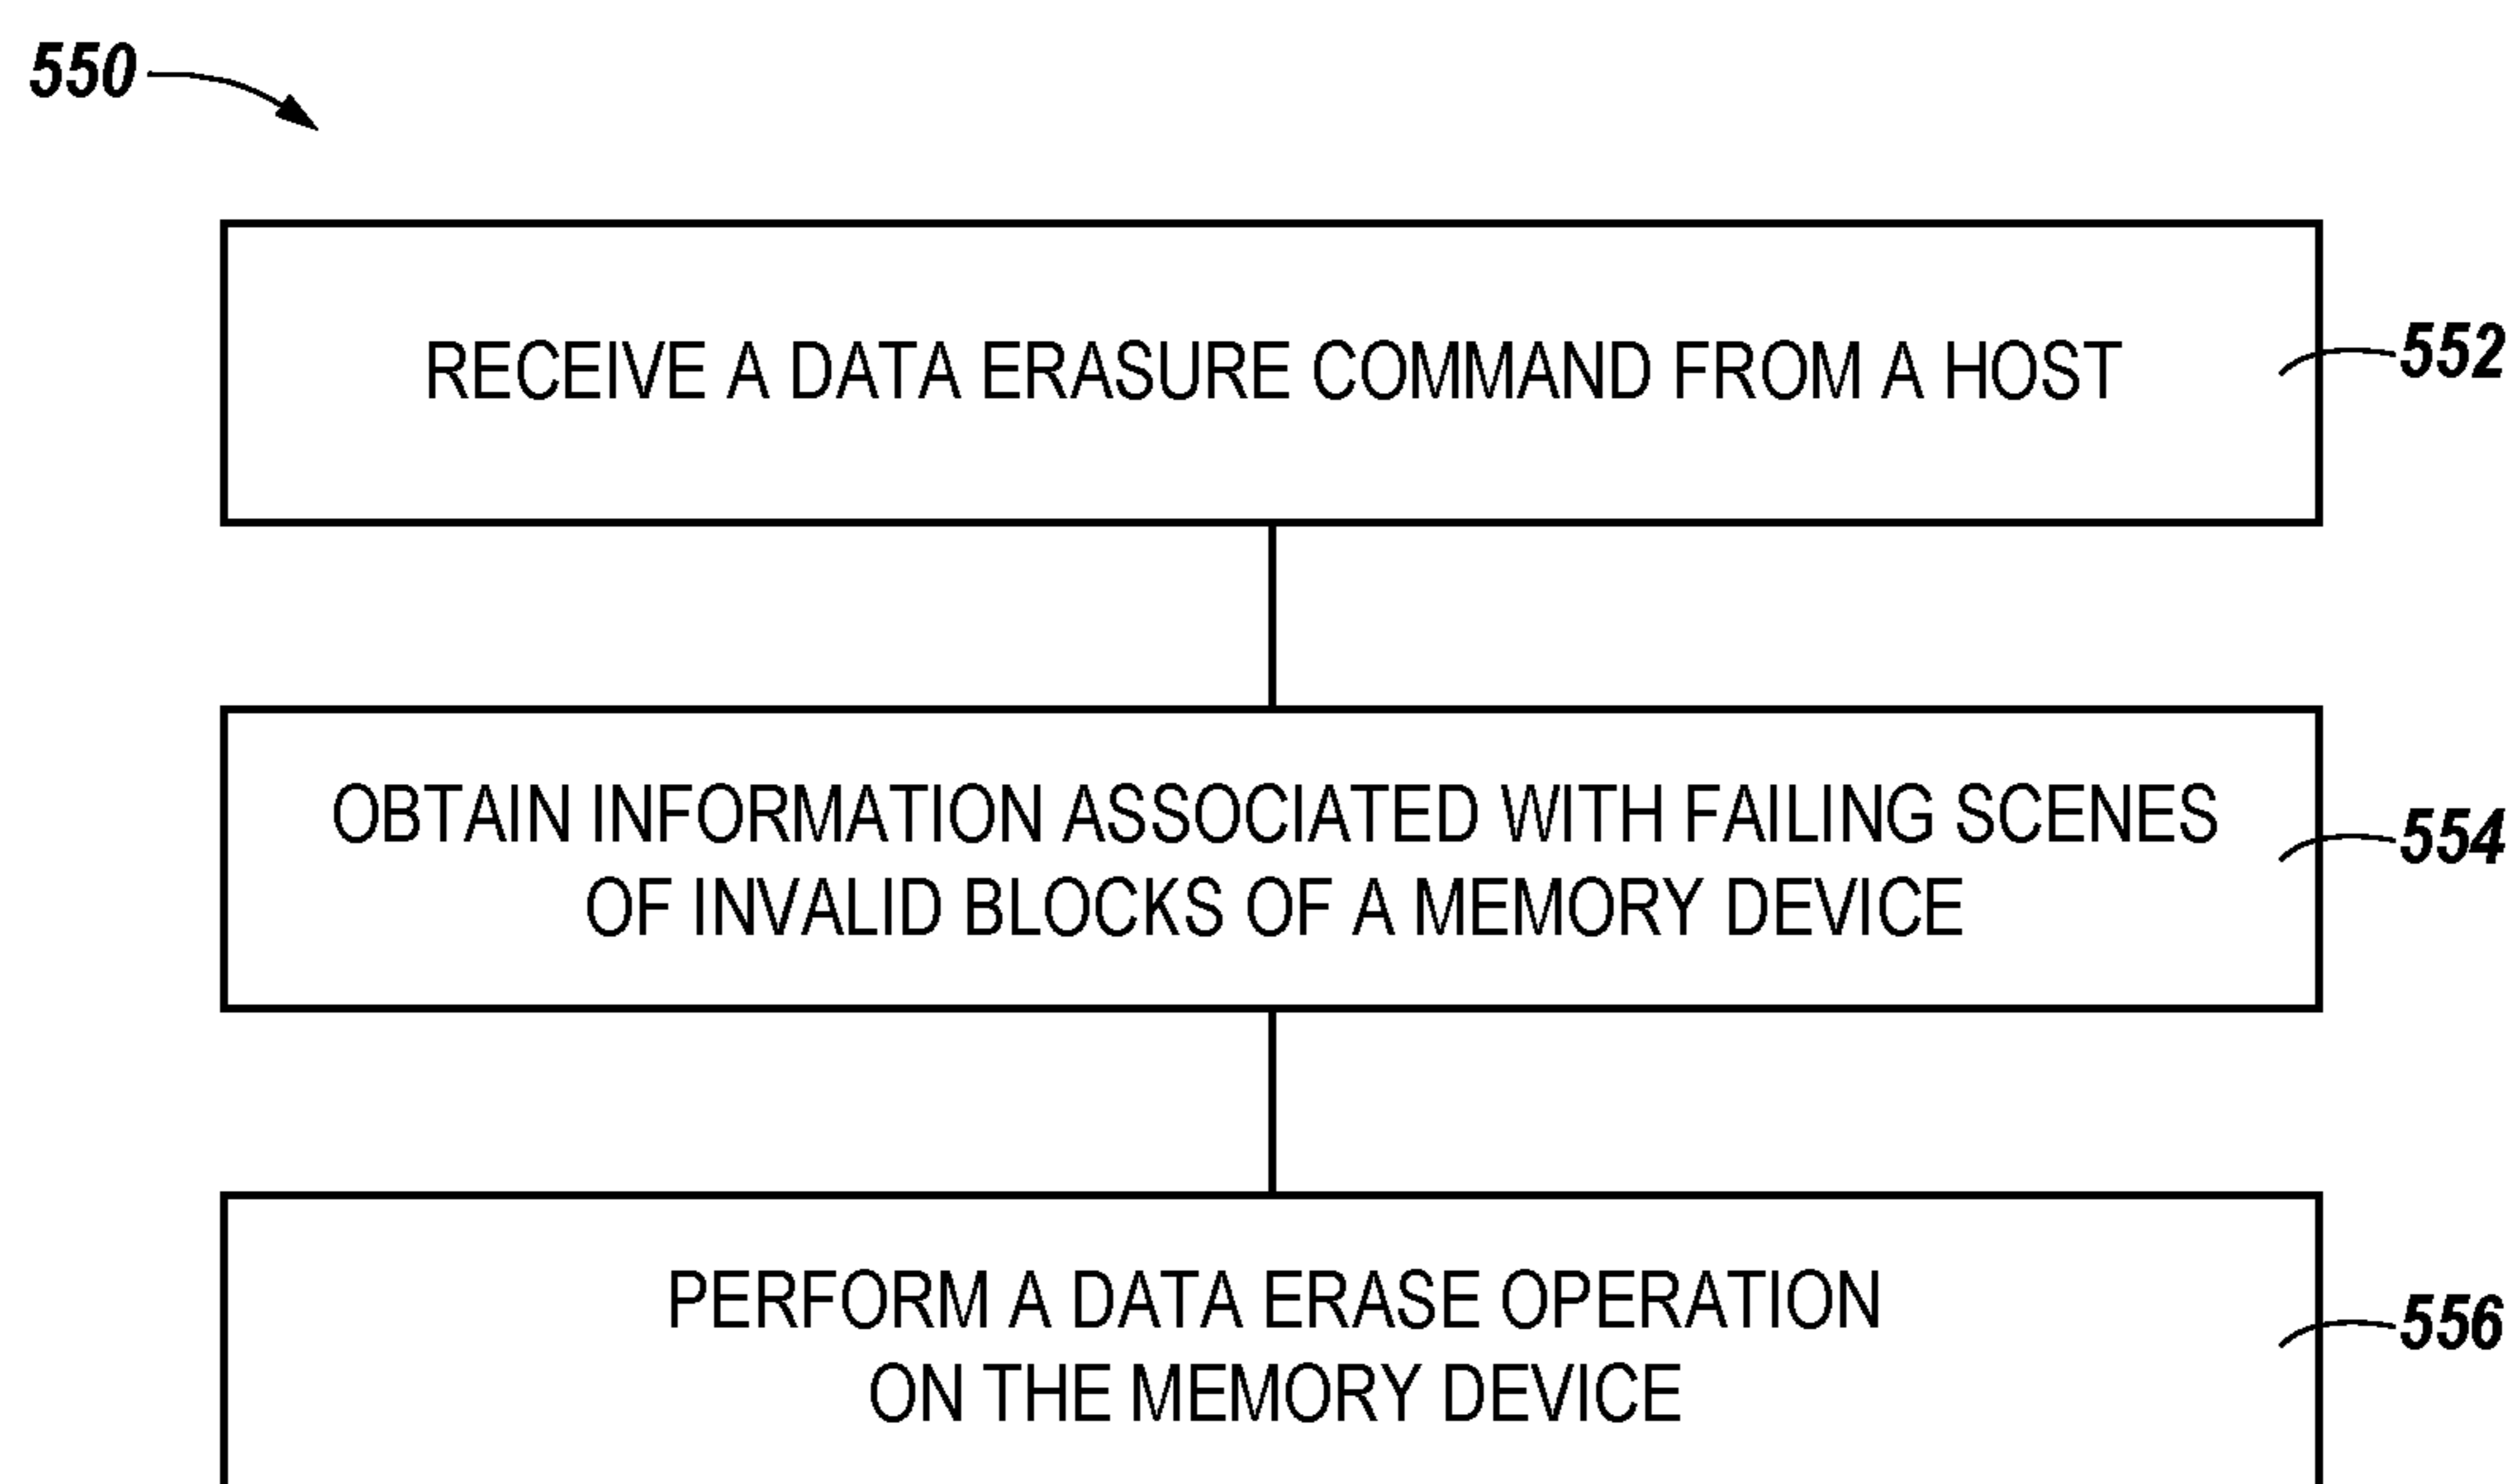 550
RECEIVE A DATA ERASURE COMMAND FROM A HOST
552
OBTAIN INFORMATION ASSOCIATED WITH FAILING SCENES
OF INVALID BLOCKS OF A MEMORY DEVICE
554
PERFORM A DATA ERASE OPERATION
ON THE MEMORY DEVICE
556